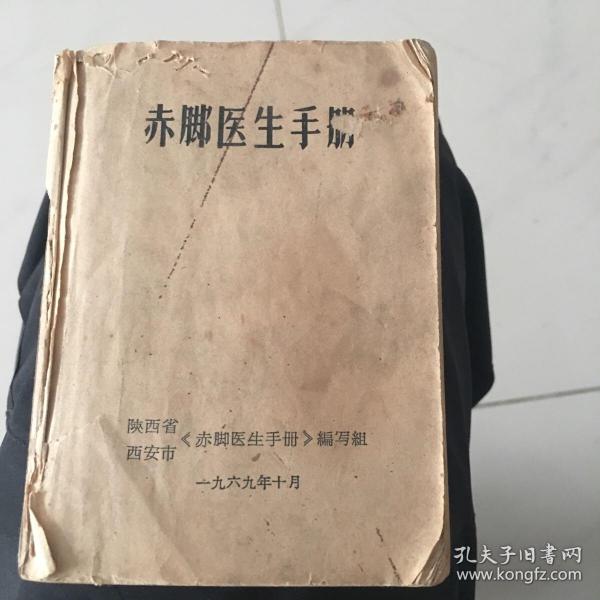 赤脚医生手册
陝西省
西安市
《赤脚医生手册》編写組
一九六九年十月
孔夫子旧书网
www.kongfz.com